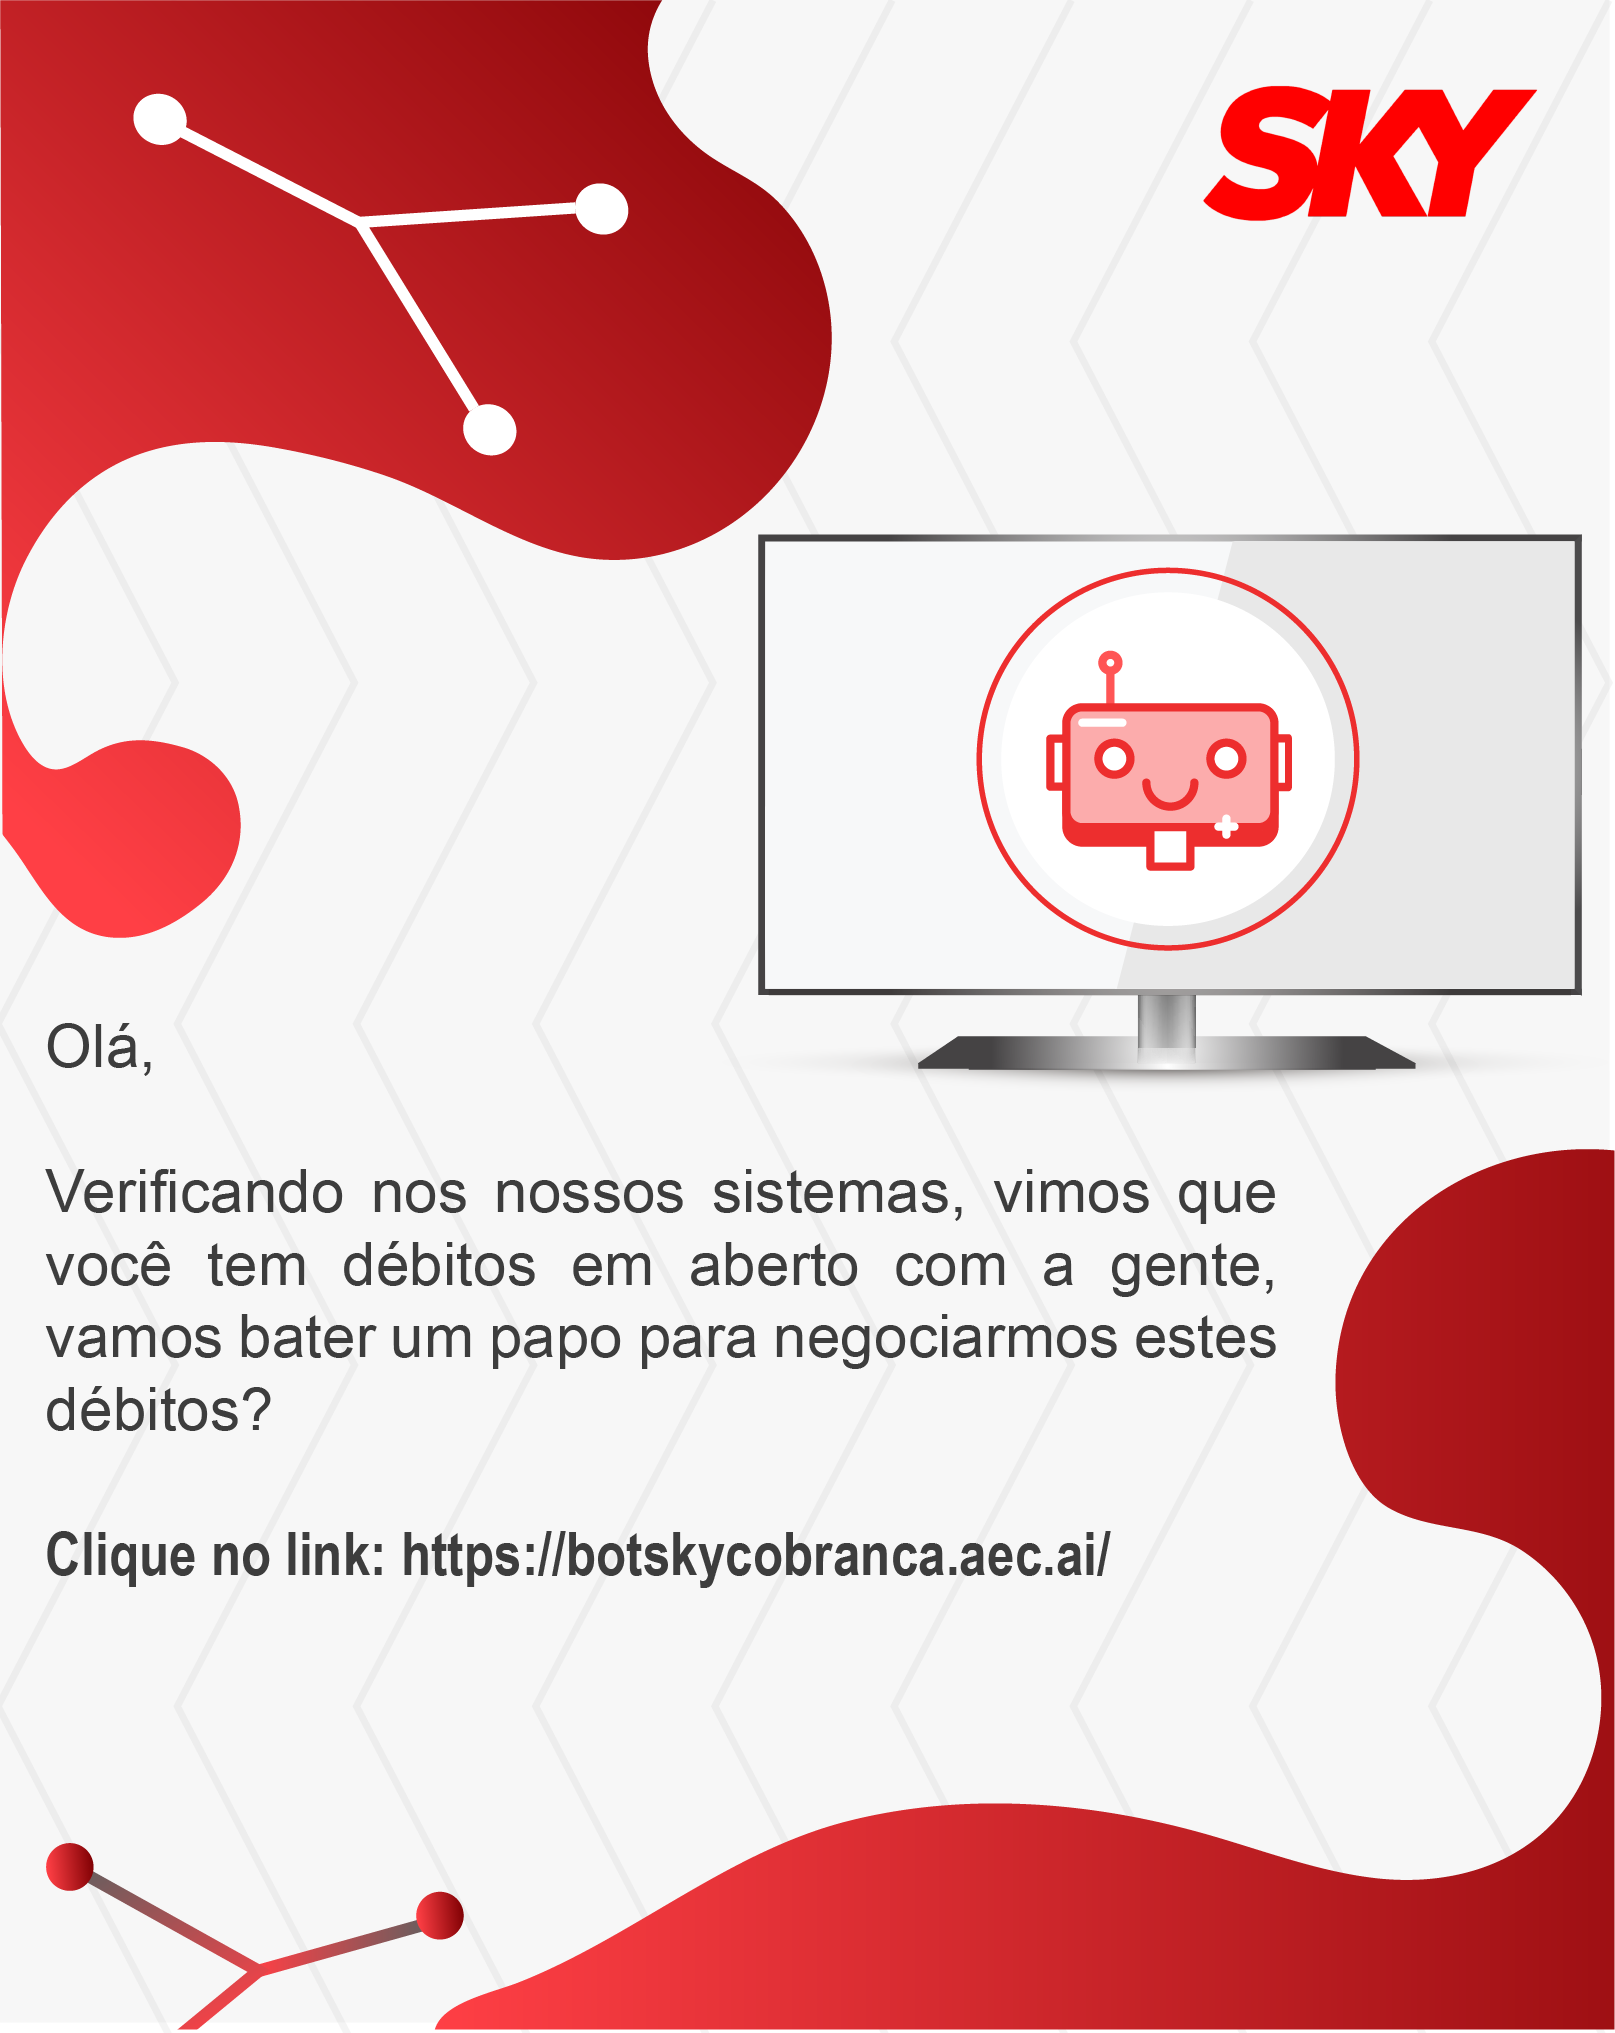 SKY
Olá,
Verificando nos nossos sistemas, vimos que
você tem débitos em aberto com a gente,
vamos bater um papo para negociarmos estes
débitos?
Clique no link: https://botskycobranca.aec.ai/